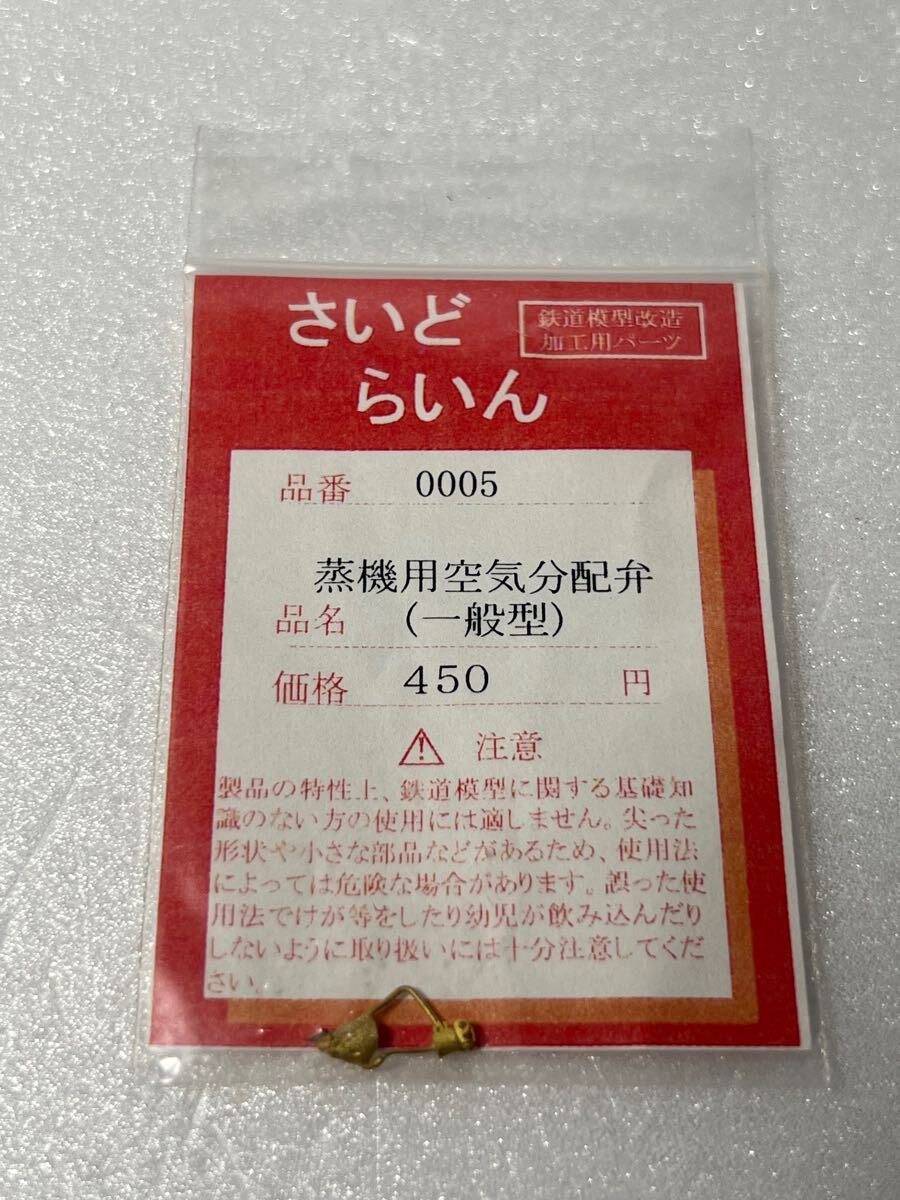 さいど
らいん
鉄道模型改造
加工用パーツ
品番 0005
蒸機用空気分配弁
品名 (一般型)
価格 450 円
注意
製品の特性上、鉄道模型に関する基礎知
識のない方の使用には適しません。尖った
形状や小さな部品などがあるため、使用法
によっては危険な場合があります。誤った使
用法でけが等をしたり幼児が飲み込んだり
しないように取り扱いには十分注意してくだ
さい。